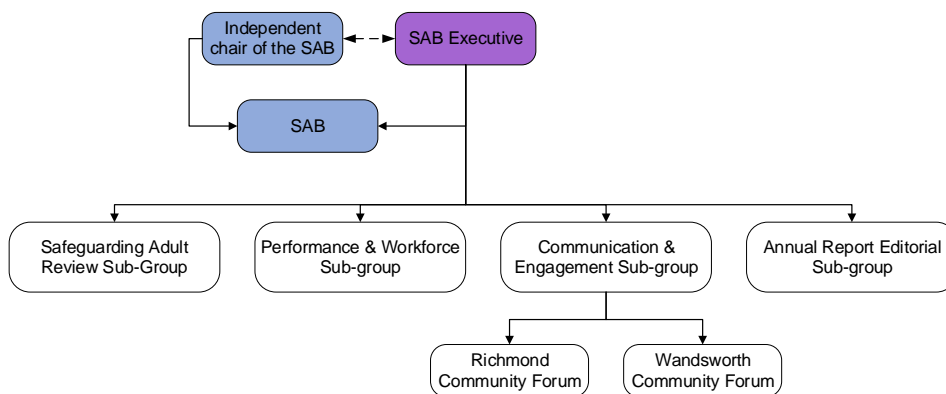 Independent
chair of the SAB
SAB Executive
SAB
Safeguarding Adult
Review Sub-Group
Performance & Workforce
Sub-group
Communication &
Engagement Sub-group
Annual Report Editorial
Sub-group
Richmond
Community Forum
Wandsworth
Community Forum